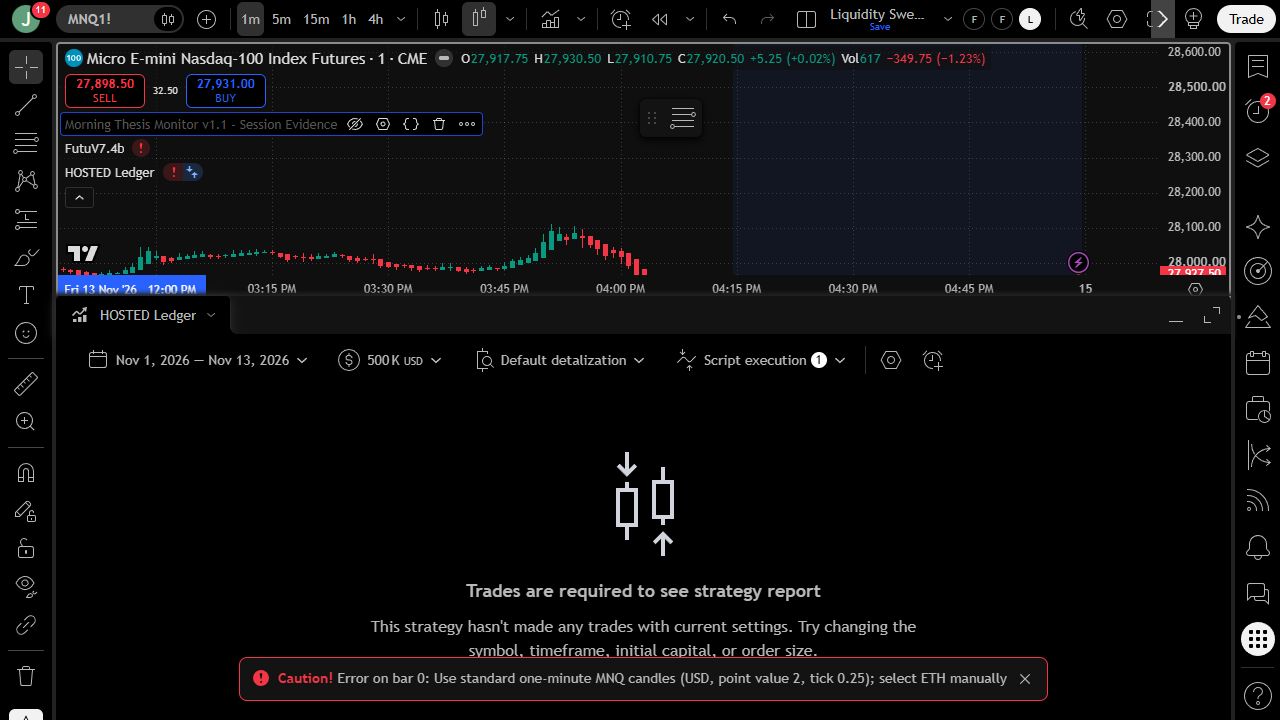 J 11 MNQ1! 1m 5m 15m 1h 4h Liquidity Swe... Save F F L Trade
100 Micro E-mini Nasdaq-100 Index Futures · 1 · CME O27,917.75 H27,930.50 L27,910.75 C27,920.50 +5.25 (+0.02%) Vol617 −349.75 (−1.23%)
27,898.50 SELL 32.50 27,931.00 BUY
Morning Thesis Monitor v1.1 - Session Evidence
FutuV7.4b !
HOSTED Ledger !
28,600.00
28,500.00
28,400.00
28,300.00
28,200.00
28,100.00
28,000.00
27,927.50
2
Fri 13 Nov '26 12:00 PM 03:15 PM 03:30 PM 03:45 PM 04:00 PM 04:15 PM 04:30 PM 04:45 PM 15
HOSTED Ledger
Nov 1, 2026 — Nov 13, 2026 500 K USD Default detalization Script execution 1
Trades are required to see strategy report
This strategy hasn't made any trades with current settings. Try changing the
symbol, timeframe, initial capital, or order size.
Caution! Error on bar 0: Use standard one-minute MNQ candles (USD, point value 2, tick 0.25); select ETH manually